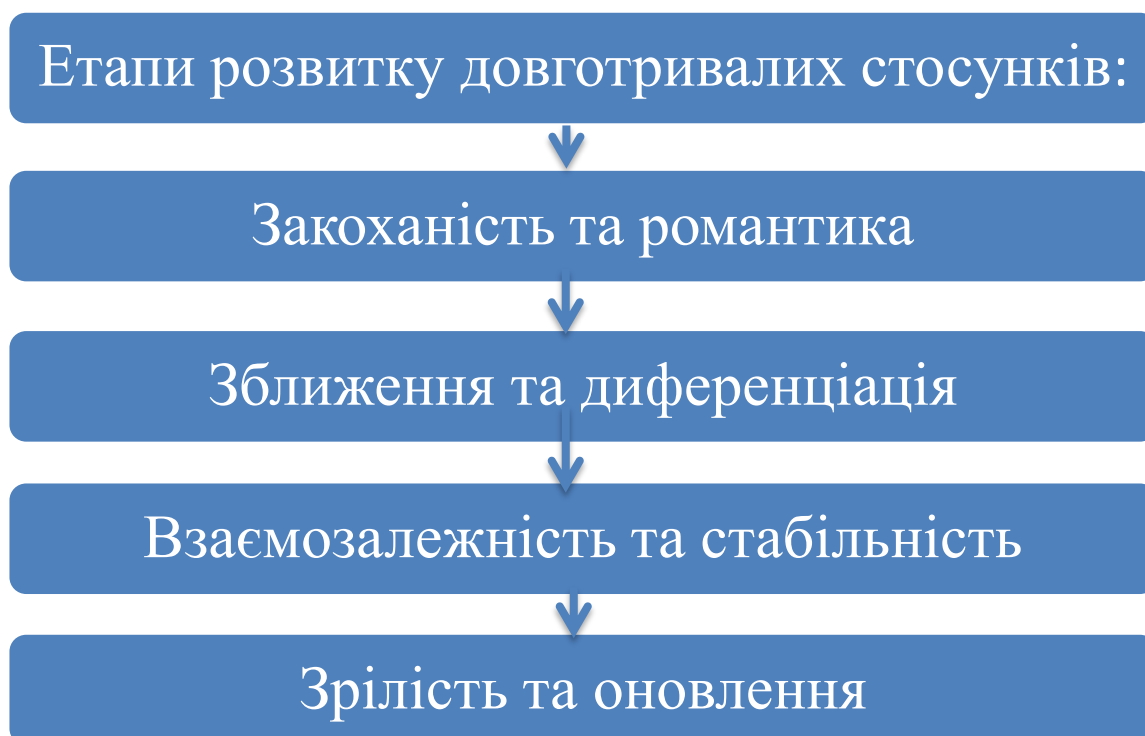 Етапи розвитку довготривалих стосунків:
Закоханість та романтика
Зближення та диференціація
Взаємозалежність та стабільність
Зрілість та оновлення